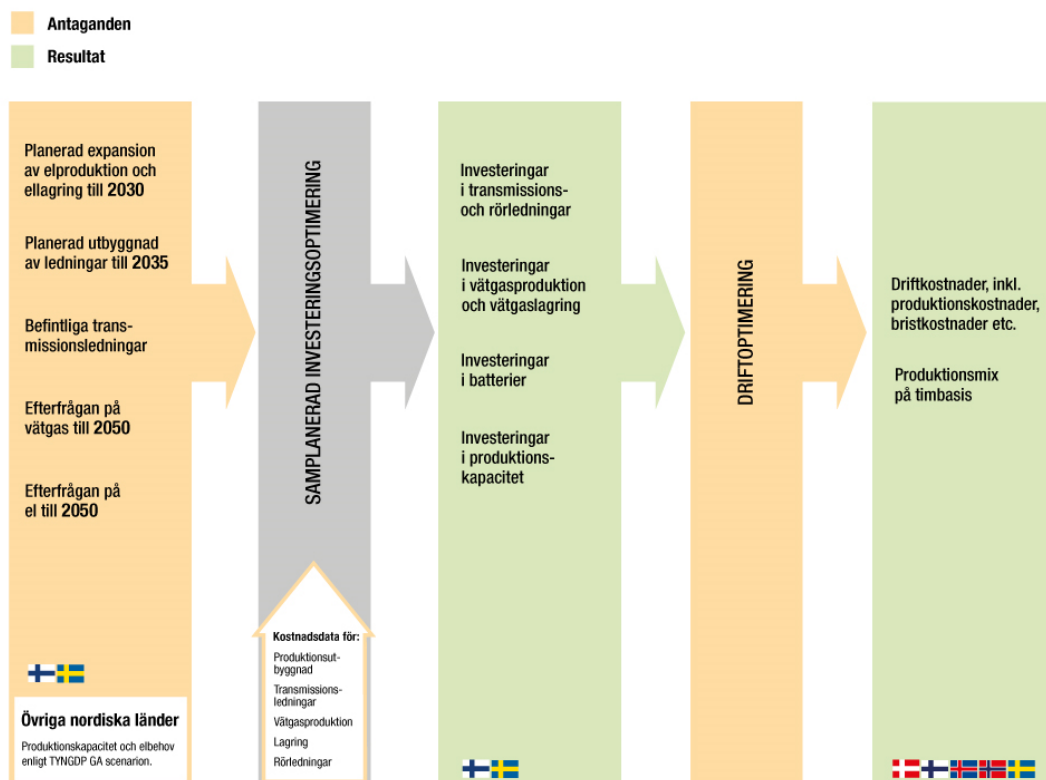 Antaganden
Resultat
Planerad expansion
av elproduktion och
ellagring till 2030
Planerad utbyggnad
av ledningar till 2035
Befintliga trans-
missionsledningar
Efterfrågan på
vätgas till 2050
Efterfrågan på
el till 2050
Övriga nordiska länder
Produktionskapacitet och elbehov
enligt TYNGDP GA scenarion.
SAMPLANERAD INVESTERINGSOPTIMERING
Kostnadsdata för:
Produktionsut-
byggnad
Transmissions-
ledningar
Vätgasproduktion
Lagring
Rörledningar
Investeringar
i transmissions-
och rörledningar
Investeringar
i vätgasproduktion
och vätgaslagring
Investeringar
i batterier
Investeringar
i produktions-
kapacitet
DRIFTOPTIMERING
Driftkostnader, inkl.
produktionskostnader,
bristkostnader etc.
Produktionsmix
på timbasis